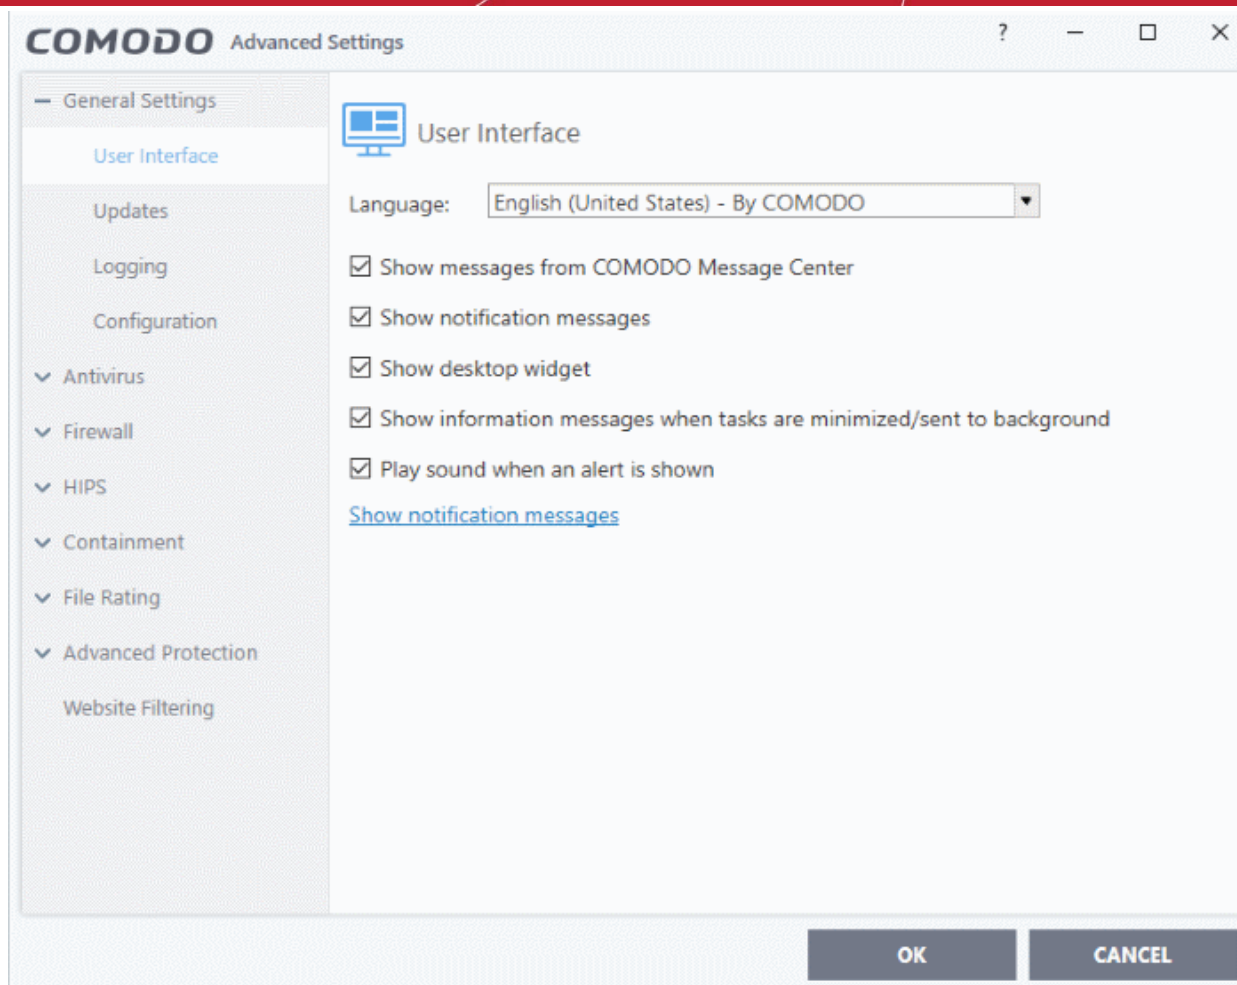 COMODO Advanced Settings ?
General Settings
User Interface
Updates
Logging
Configuration
Antivirus
Firewall
HIPS
Containment
File Rating
Advanced Protection
Website Filtering
User Interface
Language: English (United States) - By COMODO
Show messages from COMODO Message Center
Show notification messages
Show desktop widget
Show information messages when tasks are minimized/sent to background
Play sound when an alert is shown
Show notification messages
OK CANCEL